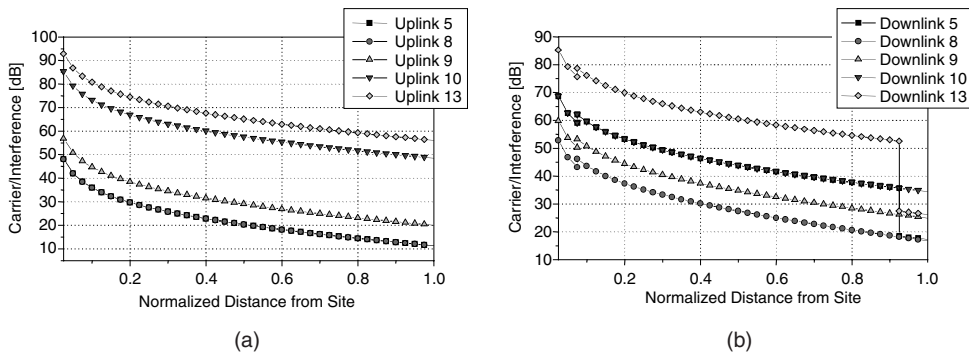 100
90
80
70
60
50
40
30
20
10
Carrier/Interference [dB]
0.2 0.4 0.6 0.8 1.0
Normalized Distance from Site
Uplink 5
Uplink 8
Uplink 9
Uplink 10
Uplink 13
(a)
90
80
70
60
50
40
30
20
10
Carrier/Interference [dB]
0.2 0.4 0.6 0.8 1.0
Normalized Distance from Site
Downlink 5
Downlink 8
Downlink 9
Downlink 10
Downlink 13
(b)